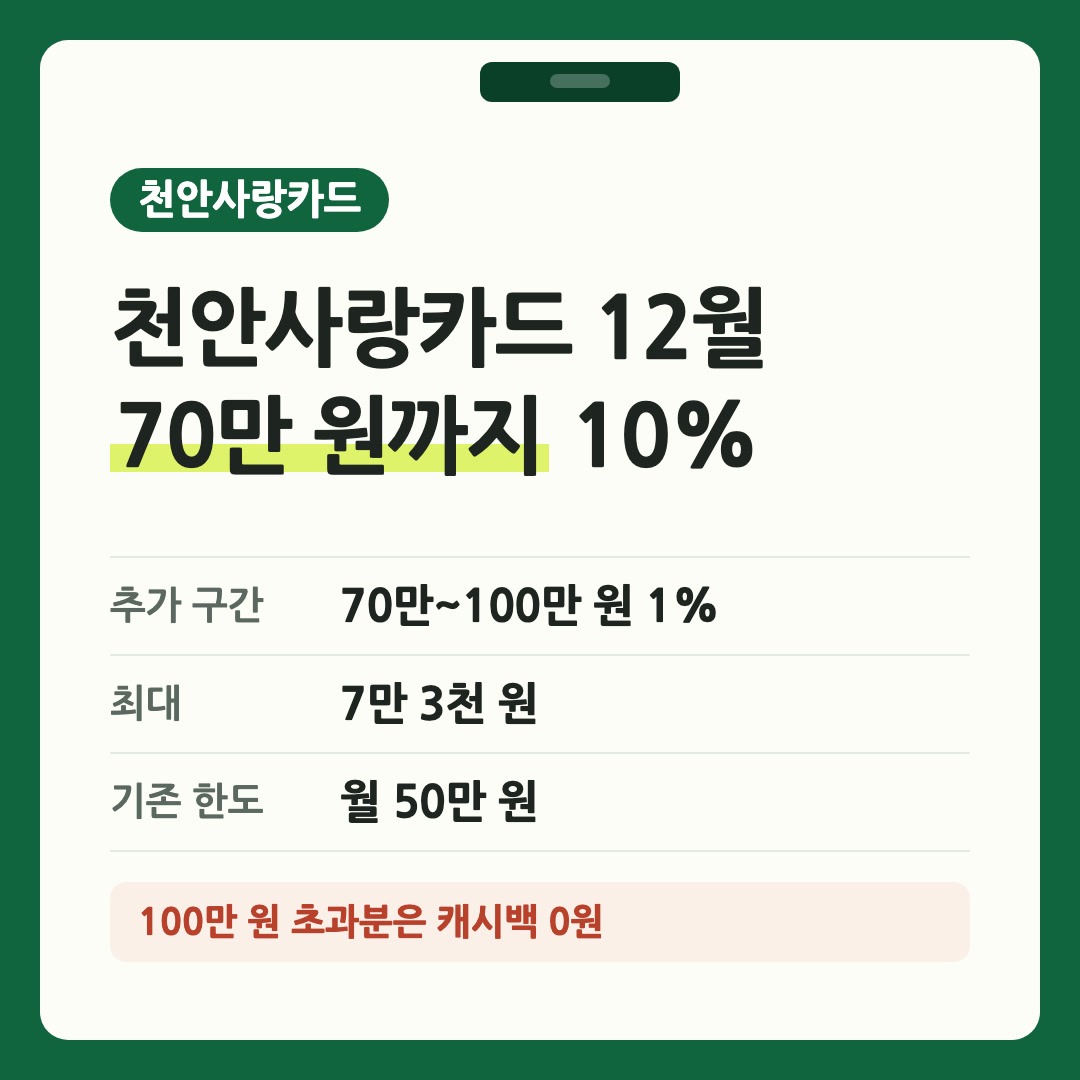 천안사랑카드
천안사랑카드 12월
70만 원까지 10%
추가 구간 70만~100만 원 1%
최대 7만 3천 원
기존 한도 월 50만 원
100만 원 초과분은 캐시백 0원